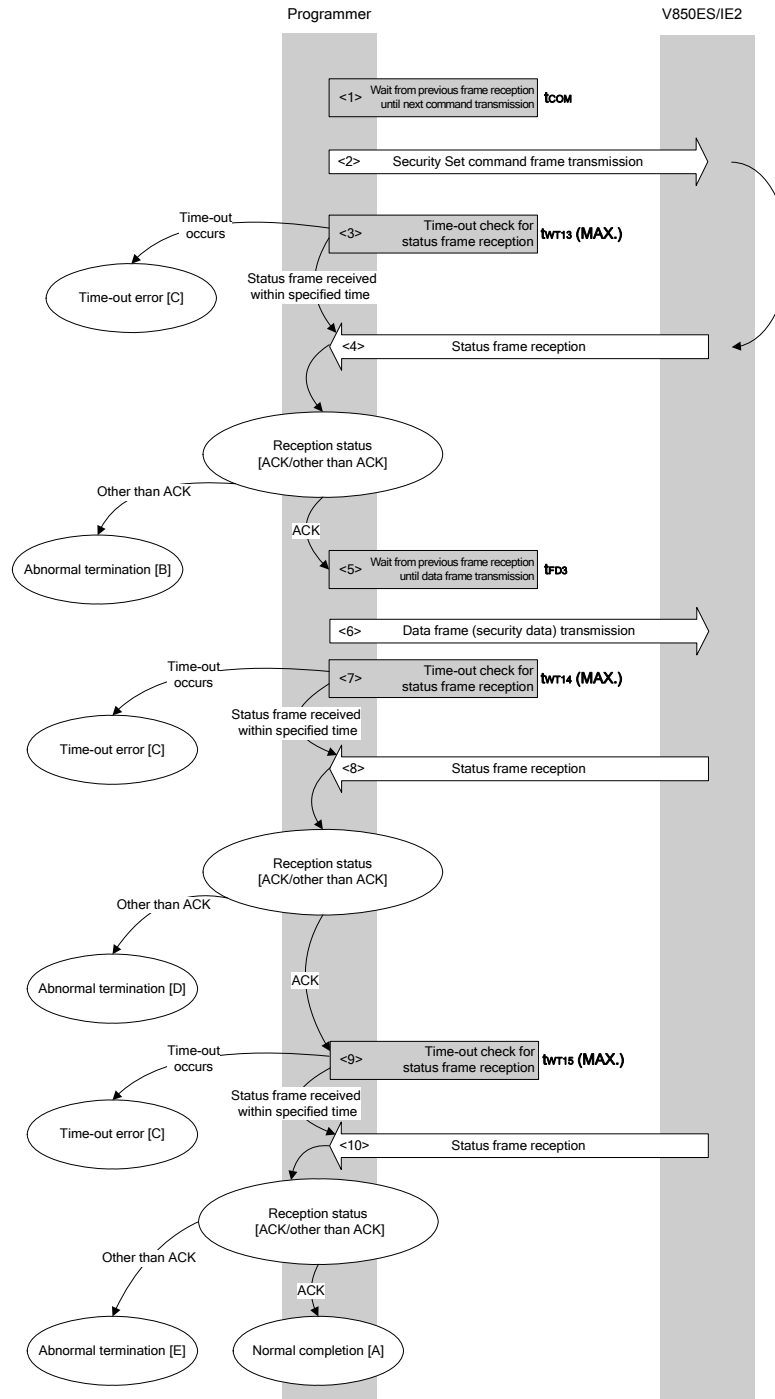 Programmer
V850ES/IE2
<1> Wait from previous frame reception
until next command transmission
tCOM
<2> Security Set command frame transmission
Time-out
occurs
<3> Time-out check for
status frame reception
tWT13 (MAX.)
Status frame received
within specified time
Time-out error [C]
<4> Status frame reception
Reception status
[ACK/other than ACK]
Other than ACK
ACK
Abnormal termination [B]
<5> Wait from previous frame reception
until data frame transmission
tFD3
<6> Data frame (security data) transmission
Time-out
occurs
<7> Time-out check for
status frame reception
tWT14 (MAX.)
Status frame received
within specified time
Time-out error [C]
<8> Status frame reception
Reception status
[ACK/other than ACK]
Other than ACK
ACK
Abnormal termination [D]
Time-out
occurs
<9> Time-out check for
status frame reception
tWT15 (MAX.)
Status frame received
within specified time
Time-out error [C]
<10> Status frame reception
Reception status
[ACK/other than ACK]
Other than ACK
ACK
Abnormal termination [E]
Normal completion [A]